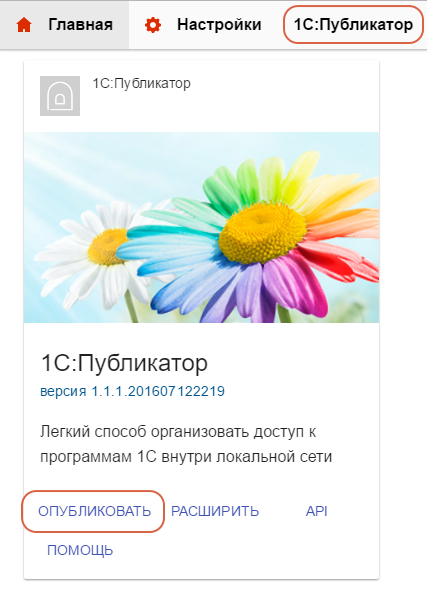 Главная Настройки 1С:Публикатор
1С:Публикатор
1С:Публикатор
версия 1.1.1.201607122219
Легкий способ организовать доступ к
программам 1С внутри локальной сети
ОПУБЛИКОВАТЬ РАСШИРИТЬ API
ПОМОЩЬ